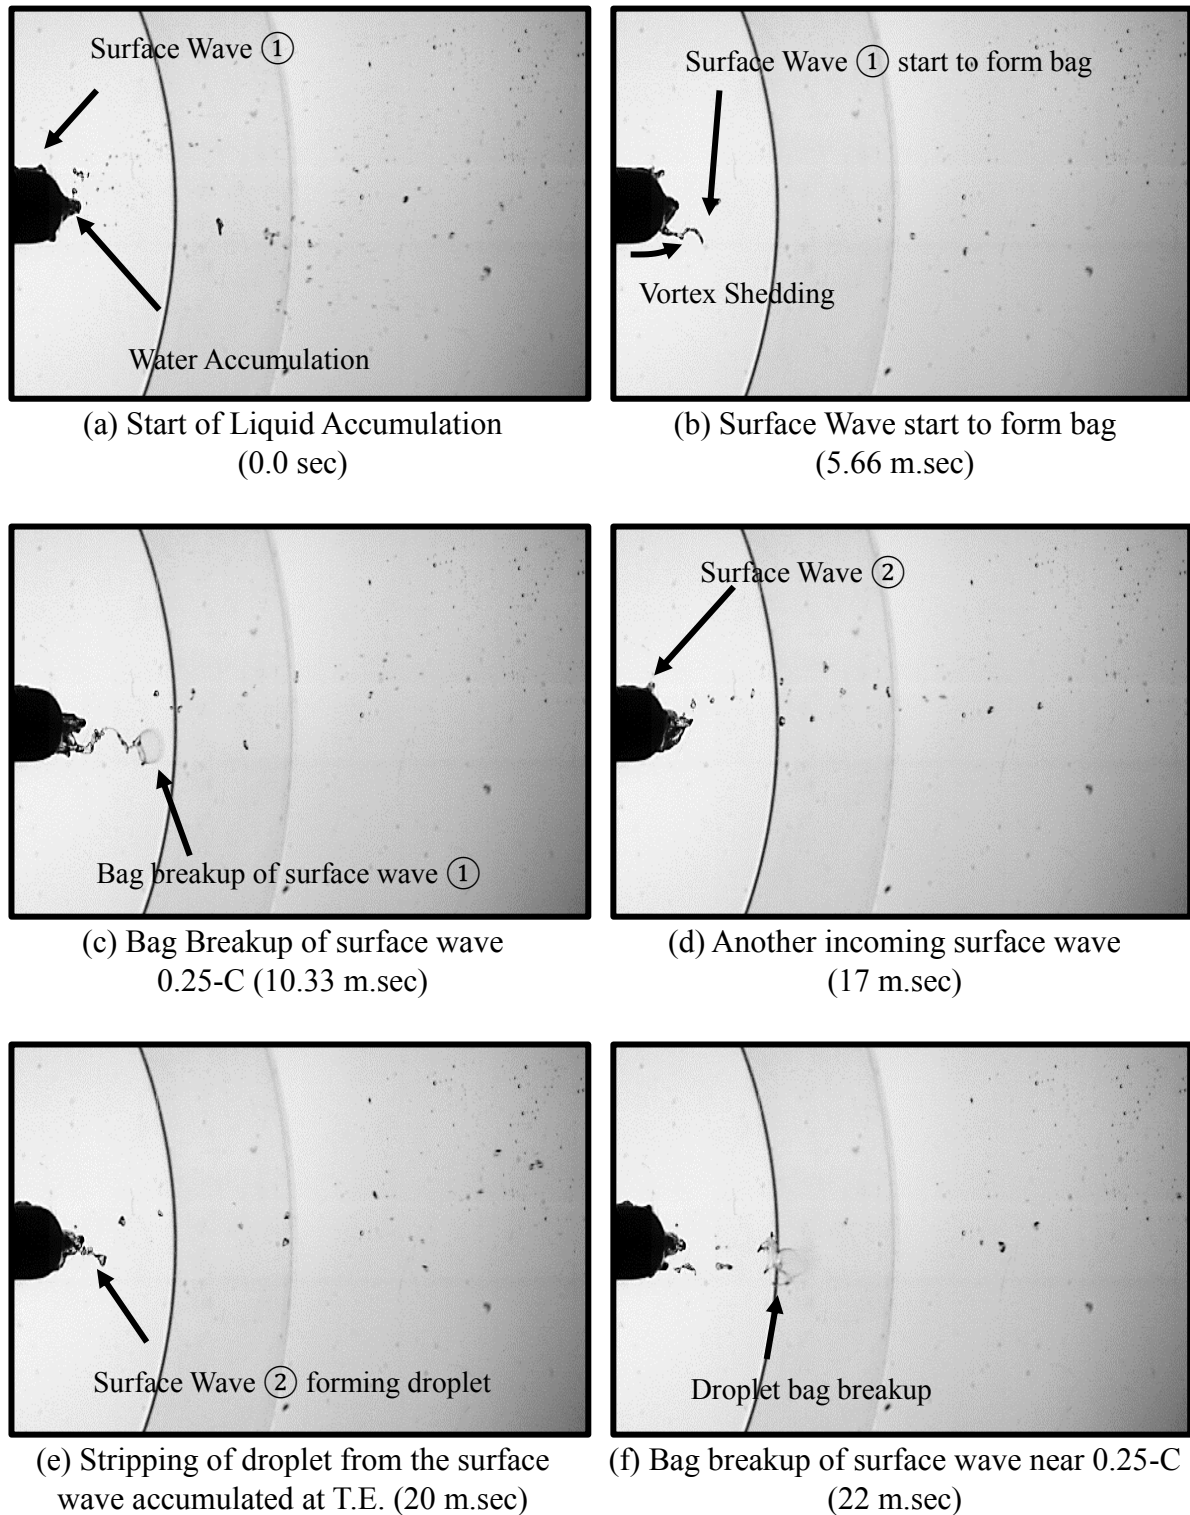 Surface Wave ①
Water Accumulation
(a) Start of Liquid Accumulation
(0.0 sec)
Surface Wave ① start to form bag
Vortex Shedding
(b) Surface Wave start to form bag
(5.66 m.sec)
Bag breakup of surface wave ①
(c) Bag Breakup of surface wave
0.25-C (10.33 m.sec)
Surface Wave ②
(d) Another incoming surface wave
(17 m.sec)
Surface Wave ② forming droplet
(e) Stripping of droplet from the surface
wave accumulated at T.E. (20 m.sec)
Droplet bag breakup
(f) Bag breakup of surface wave near 0.25-C
(22 m.sec)